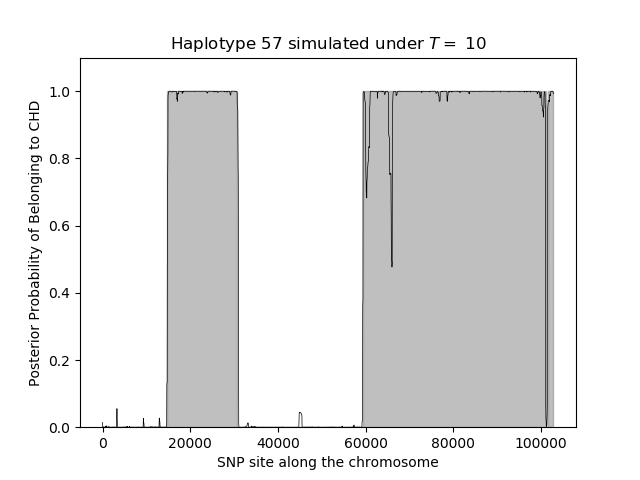 Haplotype 57 simulated under T = 10
Posterior Probability of Belonging to CHD
1.0
0.8
0.6
0.4
0.2
0.0
0 20000 40000 60000 80000 100000
SNP site along the chromosome